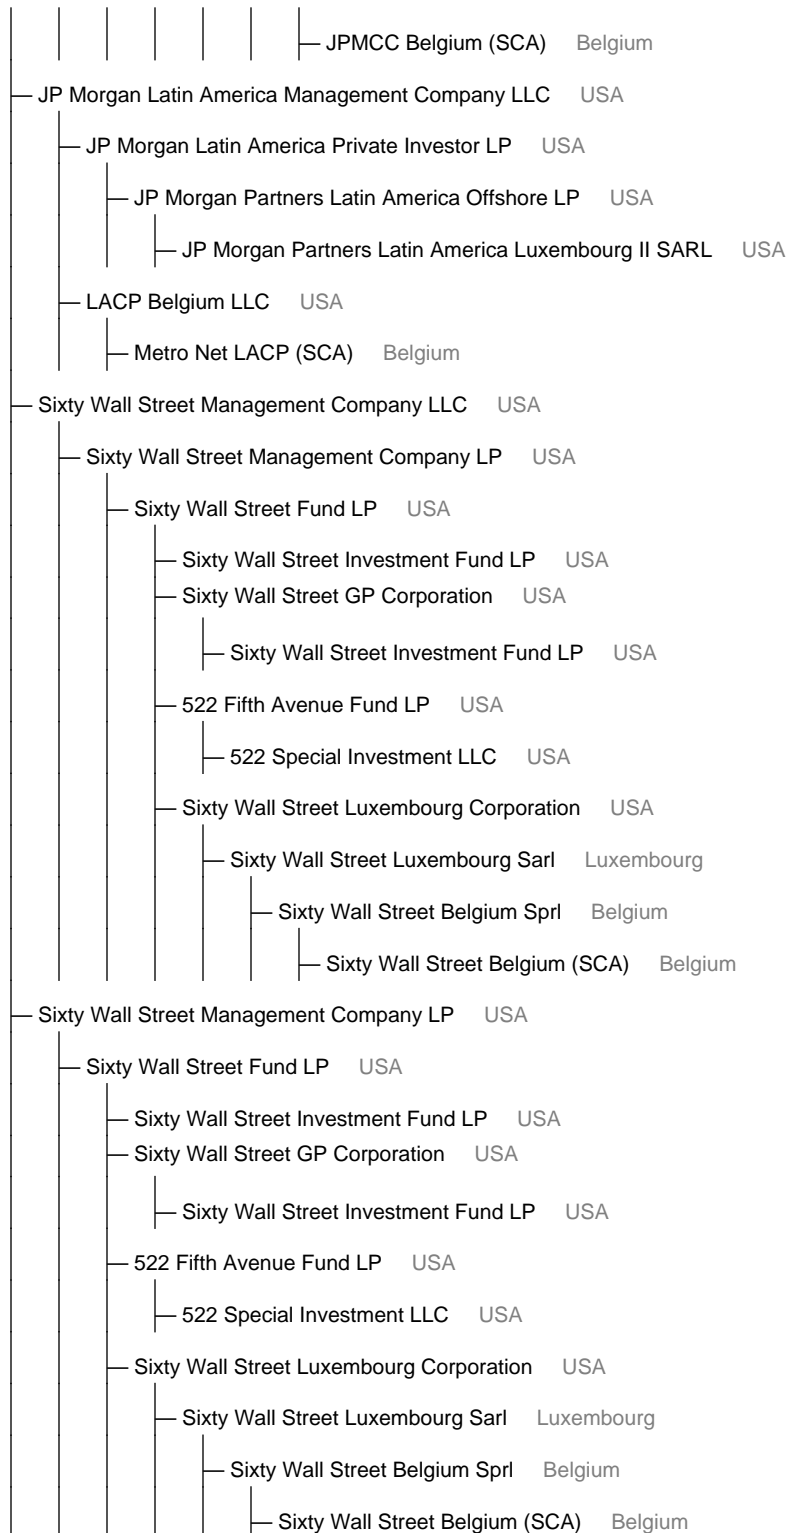 JPMCC Belgium (SCA) Belgium
JP Morgan Latin America Management Company LLC USA
JP Morgan Latin America Private Investor LP USA
JP Morgan Partners Latin America Offshore LP USA
JP Morgan Partners Latin America Luxembourg II SARL USA
LACP Belgium LLC USA
Metro Net LACP (SCA) Belgium
Sixty Wall Street Management Company LLC USA
Sixty Wall Street Management Company LP USA
Sixty Wall Street Fund LP USA
Sixty Wall Street Investment Fund LP USA
Sixty Wall Street GP Corporation USA
Sixty Wall Street Investment Fund LP USA
522 Fifth Avenue Fund LP USA
522 Special Investment LLC USA
Sixty Wall Street Luxembourg Corporation USA
Sixty Wall Street Luxembourg Sarl Luxembourg
Sixty Wall Street Belgium Sprl Belgium
Sixty Wall Street Belgium (SCA) Belgium
Sixty Wall Street Management Company LP USA
Sixty Wall Street Fund LP USA
Sixty Wall Street Investment Fund LP USA
Sixty Wall Street GP Corporation USA
Sixty Wall Street Investment Fund LP USA
522 Fifth Avenue Fund LP USA
522 Special Investment LLC USA
Sixty Wall Street Luxembourg Corporation USA
Sixty Wall Street Luxembourg Sarl Luxembourg
Sixty Wall Street Belgium Sprl Belgium
Sixty Wall Street Belgium (SCA) Belgium